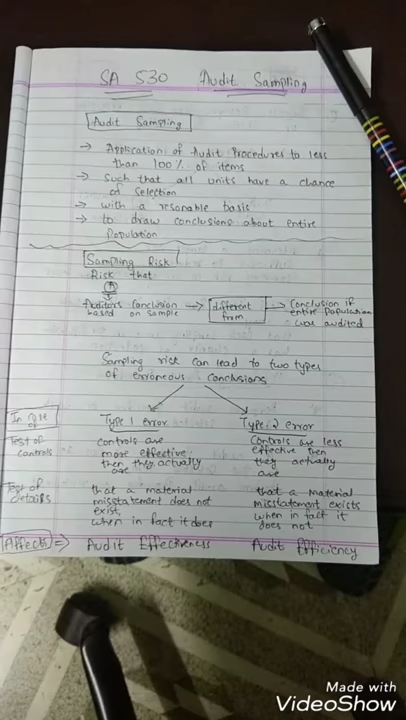 SA 530 Audit Sampling
Audit Sampling
→ Application of Audit Procedures to less
than 100% of items
→ Such that all units have a chance
of selection
→ with a resonable basis
→ to draw conclusions about entire
Population
Sampling Risk
Risk that
Auditors conclusion
based on sample
→ different
from
→ Conclusion if
entire population
was audited
Sampling risk can lead to two types
of erroneous conclusions
In
of
Type 1 error
Type 2 error
Test of
controls
controls are
more effective
then they actually
are
Controls are less
effective then
they actually
are
Test of
details
that a material
misstatement does not
exist,
when in fact it does
that a material
misstatement exists
when in fact it
does not
Affects ⇒ Audit Effectiveness Audit Efficiency
Made with
VideoShow